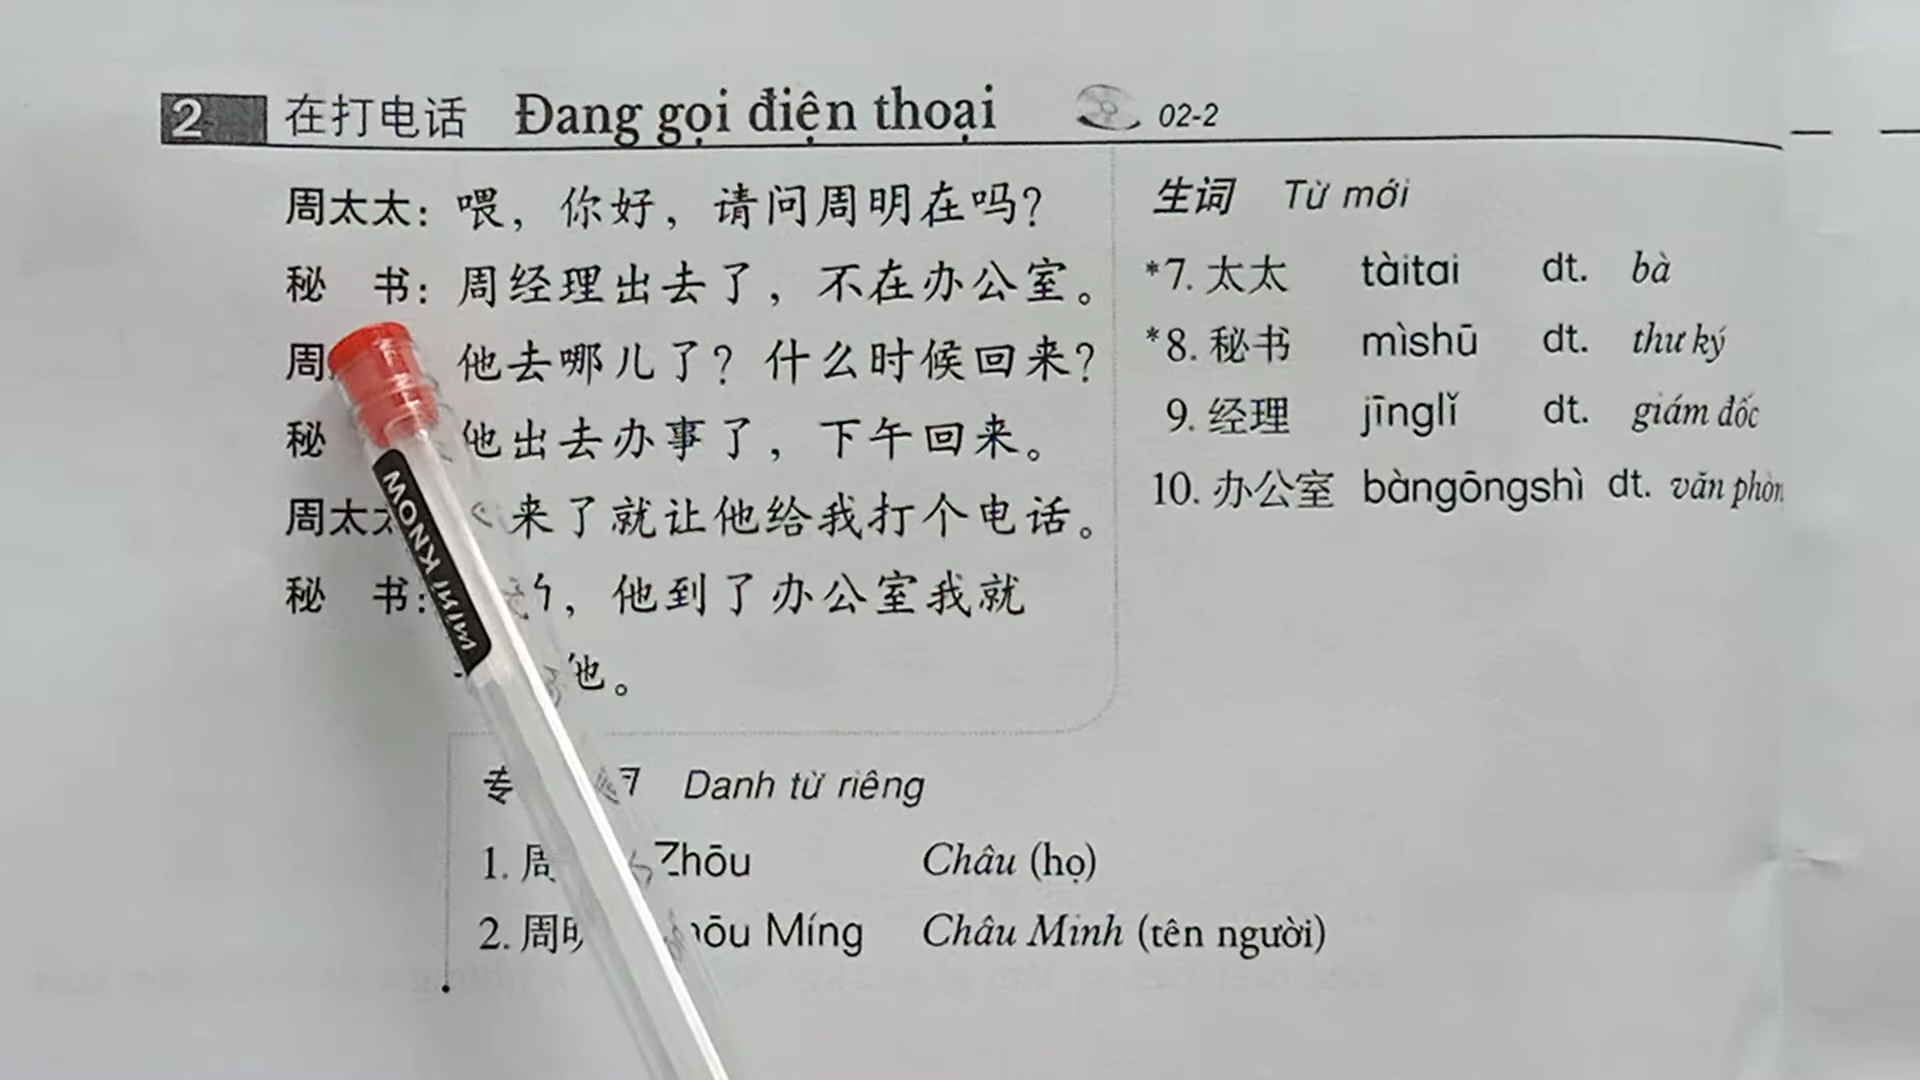 2 在打电话 Đang gọi điện thoại 02-2
周太太：喂，你好，请问周明在吗？
秘 书：周经理出去了，不在办公室。
周 他去哪儿了？什么时候回来？
秘 他出去办事了，下午回来。
周太 来了就让他给我打个电话。
秘 书： ，他到了办公室我就
他。
生词 Từ mới
*7. 太太 tàitai dt. bà
*8. 秘书 mìshū dt. thư ký
9. 经理 jīnglǐ dt. giám đốc
10. 办公室 bàngōngshì dt. văn
专 Danh từ riêng
1. 周 Zhōu Châu (họ)
2. 周明 Míng Châu Minh (tên người)
MINI KNOW